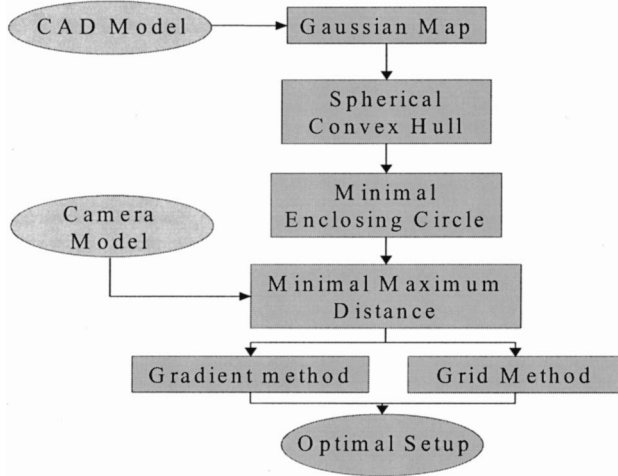 CAD Model
Gaussian Map
Spherical
Convex Hull
Minimal
Enclosing Circle
Camera
Model
Minimal Maximum
Distance
Gradient method
Grid Method
Optimal Setup